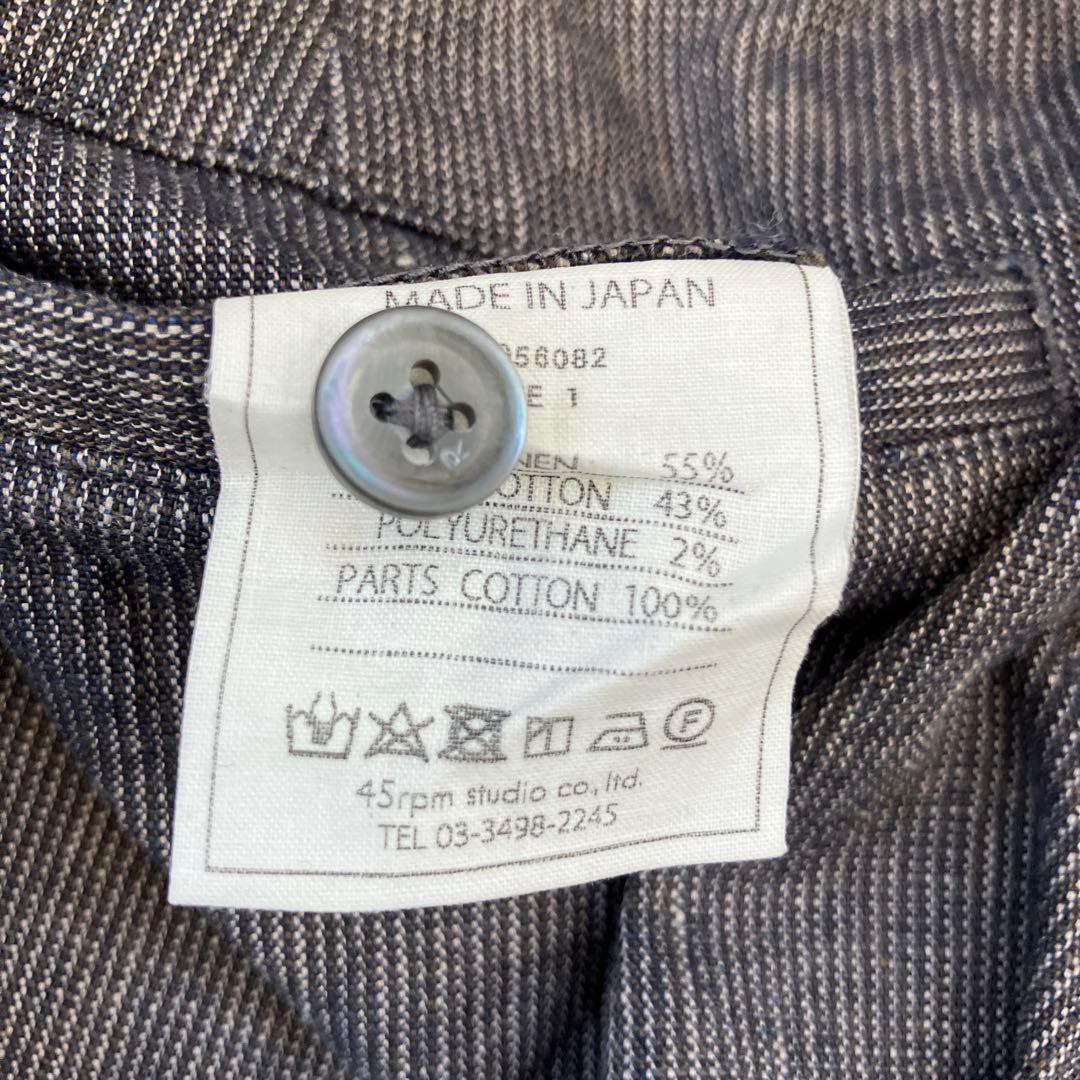 MADE IN JAPAN
56082
E 1
NEN 55%
OTTON 43%
POLYURETHANE 2%
PARTS COTTON 100%
F
45rpm studio co.,ltd.
TEL 03-3498-2245
R